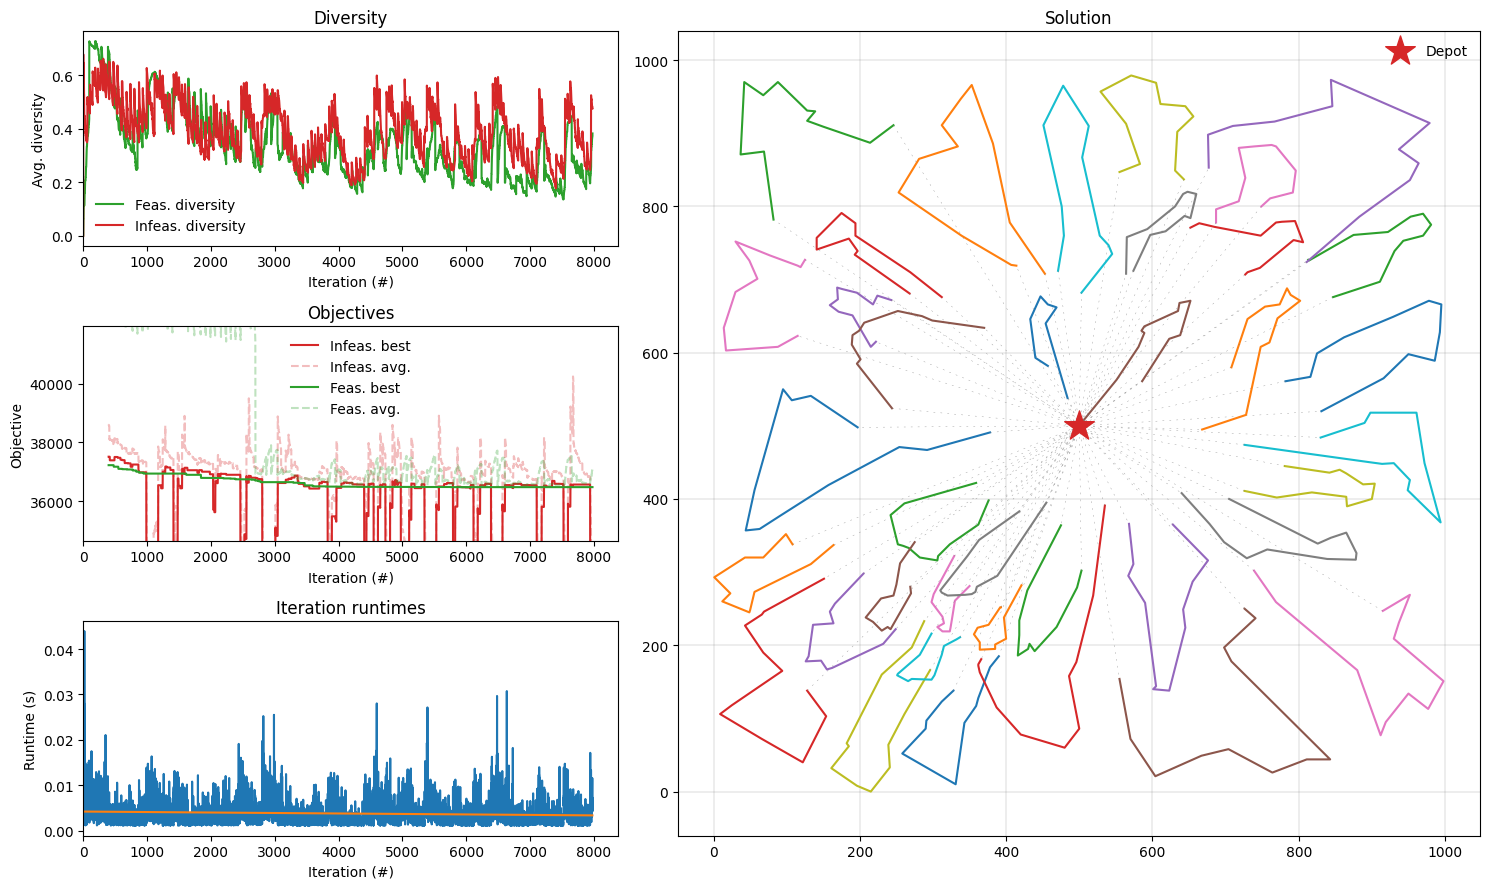 Diversity
Avg. diversity
0.6
0.4
0.2
0.0
Feas. diversity
Infeas. diversity
0 1000 2000 3000 4000 5000 6000 7000 8000
Iteration (#)
Objectives
Objective
40000
38000
36000
Infeas. best
Infeas. avg.
Feas. best
Feas. avg.
0 1000 2000 3000 4000 5000 6000 7000 8000
Iteration (#)
Iteration runtimes
Runtime (s)
0.04
0.03
0.02
0.01
0.00
0 1000 2000 3000 4000 5000 6000 7000 8000
Iteration (#)
Solution
Depot
1000
800
600
400
200
0
0 200 400 600 800 1000